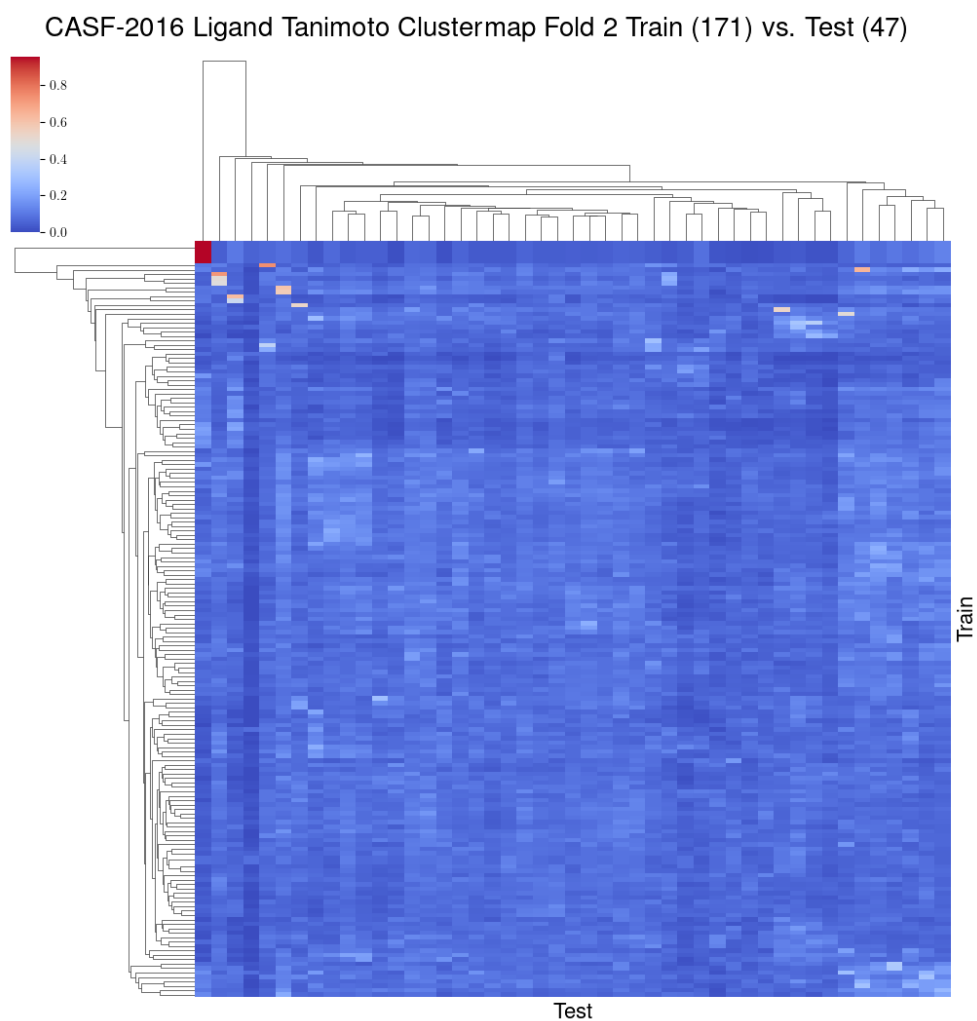 CASF-2016 Ligand Tanimoto Clustermap Fold 2 Train (171) vs. Test (47)
0.8
0.6
0.4
0.2
0.0
Train
Test